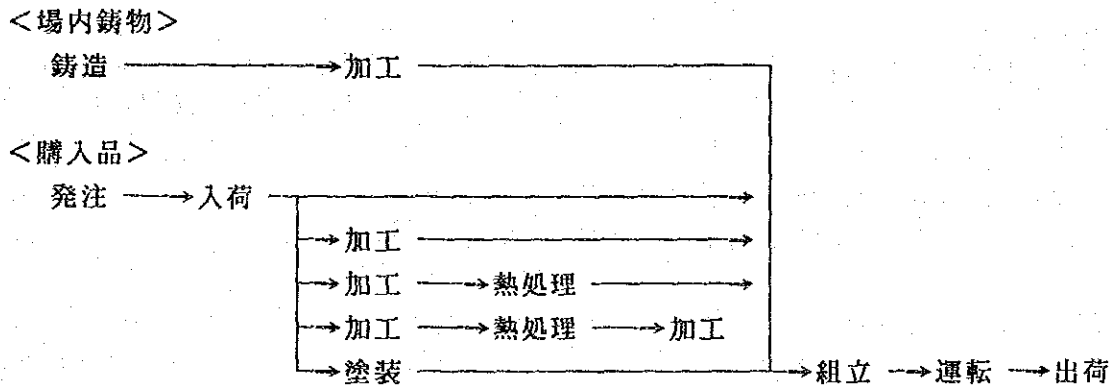 ＜場内鋳物＞
鋳造 → 加工
＜購入品＞
発注 → 入荷 →
→ 加工 →
→ 加工 → 熱処理 →
→ 加工 → 熱処理 → 加工
→ 塗装 → 組立 → 運転 → 出荷